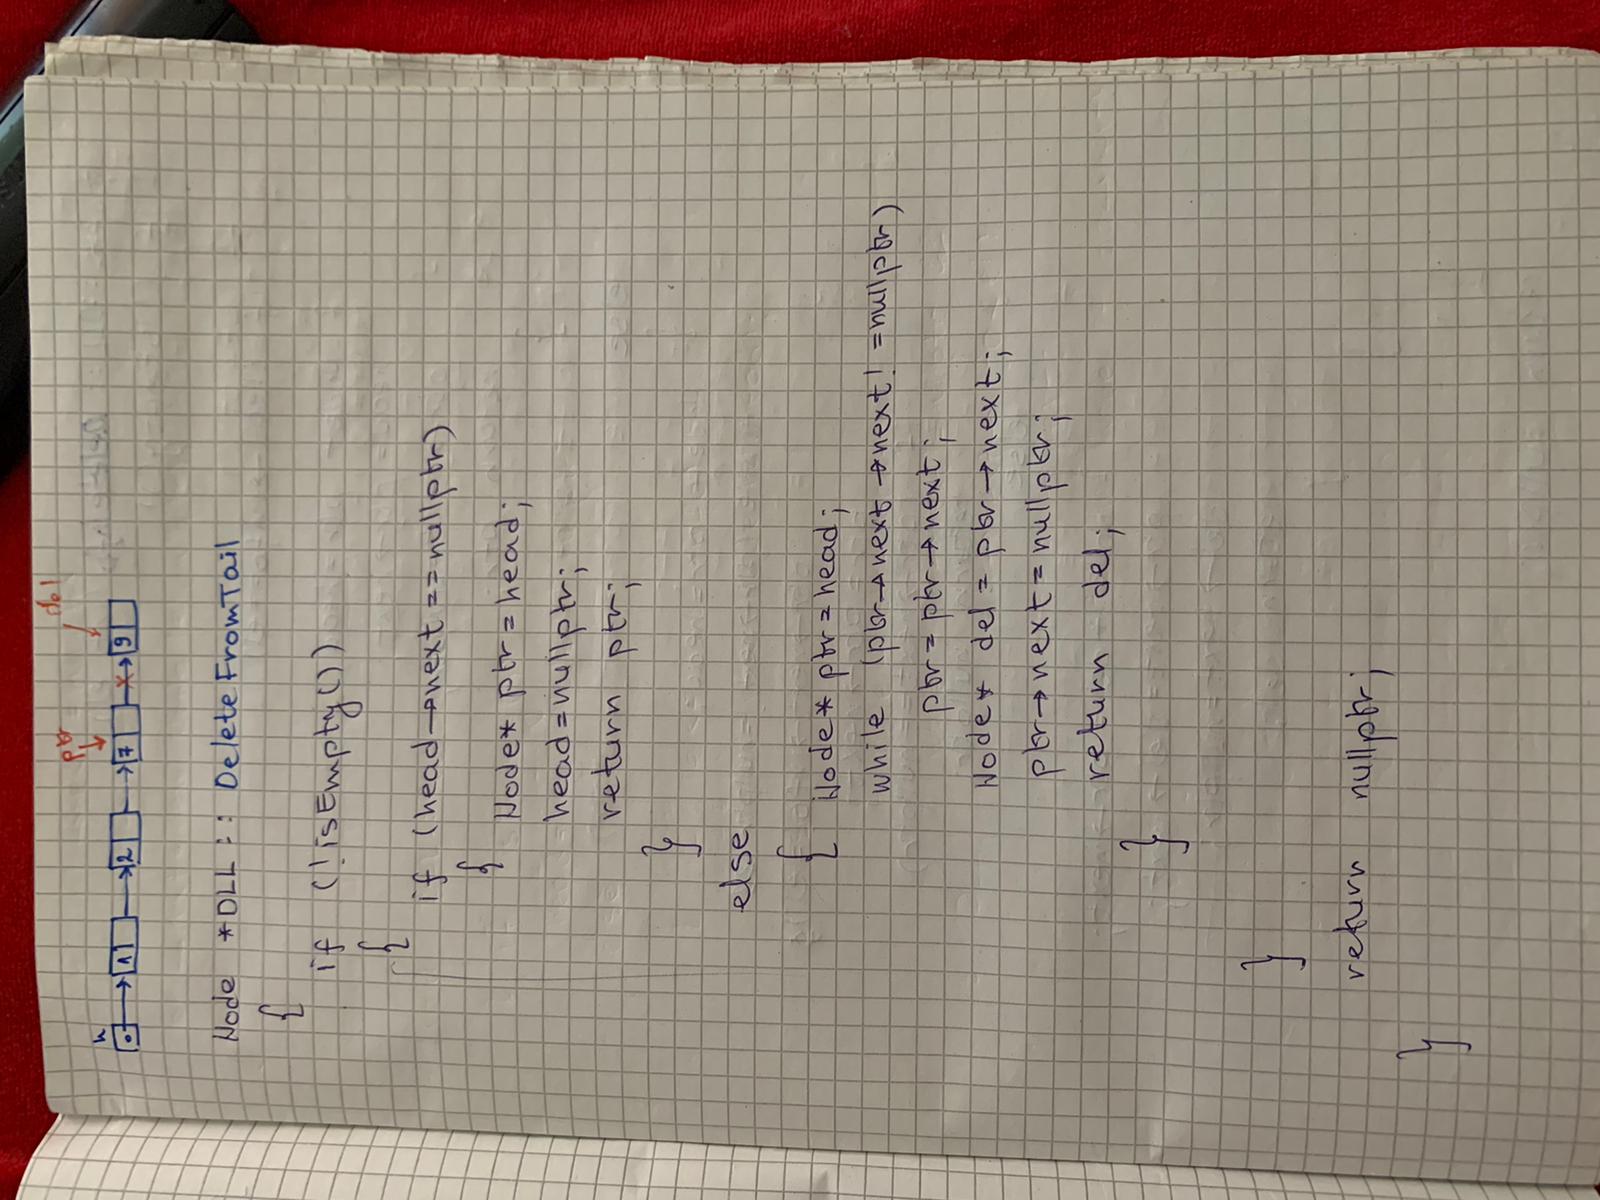 ptr del
h
1 2 7 9
Node *DLL :: DeleteFromTail
{
if (!isEmpty())
{
if (head→next == nullptr)
{
Node* ptr = head;
head = nullptr;
return ptr;
}
else
{ Node* ptr = head;
while (ptr→next→next != nullptr)
ptr = ptr→next;
Node* del = ptr→next;
ptr→next = nullptr;
return del;
}
}
return nullptr;
}